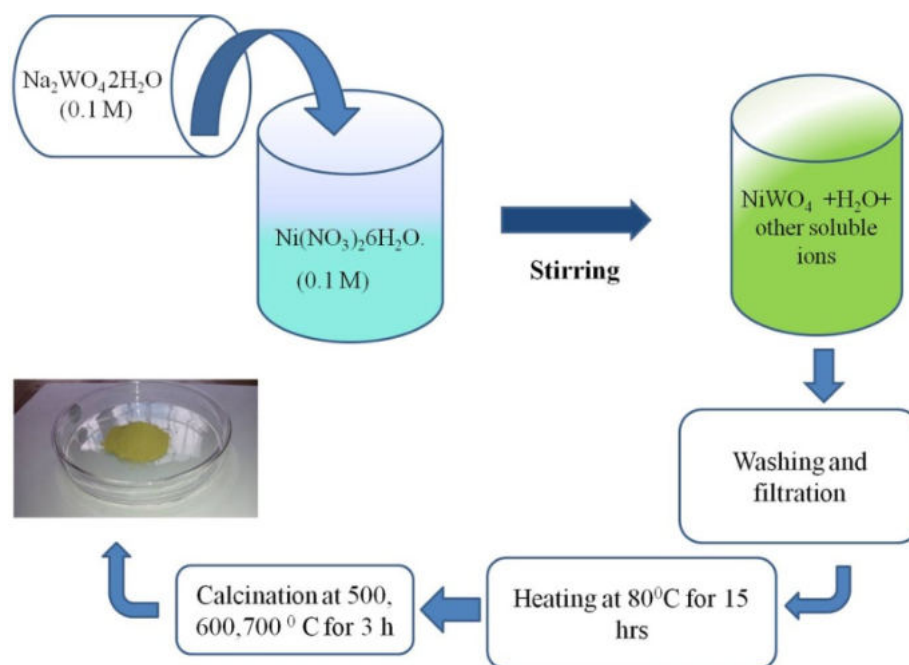 Na₂WO₄2H₂O
(0.1 M)
Ni(NO₃)₂6H₂O.
(0.1 M)
Stirring
NiWO₄ +H₂O+
other soluble
ions
Washing and
filtration
Heating at 80⁰C for 15
hrs
Calcination at 500,
600,700 ⁰ C for 3 h